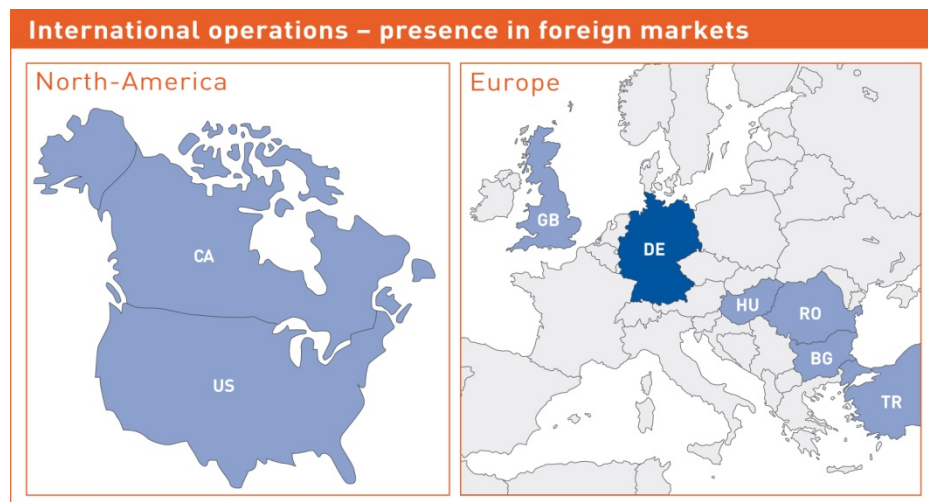 International operations – presence in foreign markets
North-America
CA
US
Europe
GB
DE
HU
RO
BG
TR